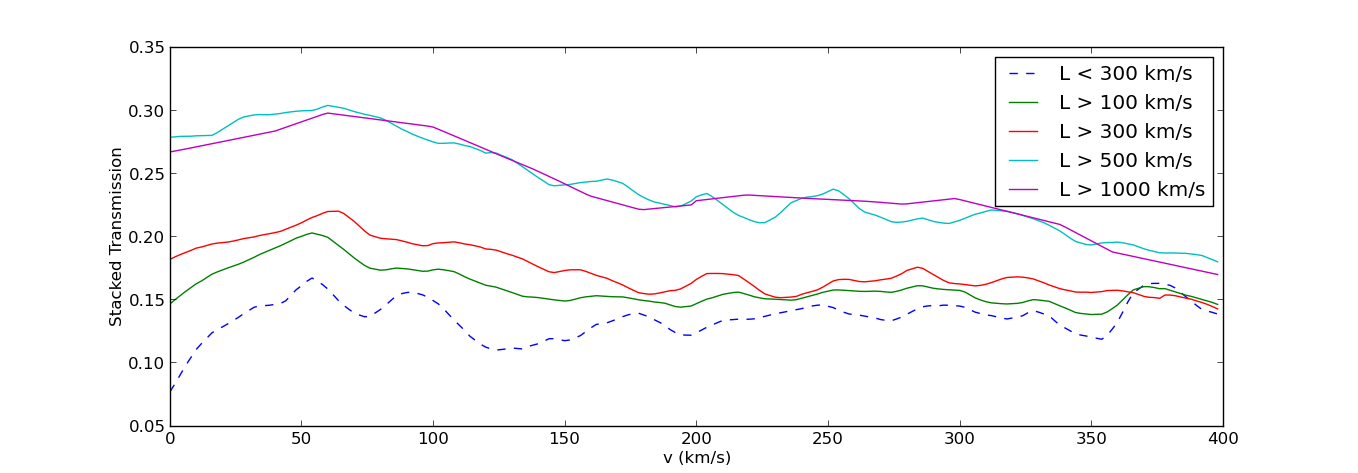 0.35
0.30
0.25
0.20
0.15
0.10
0.05
Stacked Transmission
L < 300 km/s
L > 100 km/s
L > 300 km/s
L > 500 km/s
L > 1000 km/s
0 50 100 150 200 250 300 350 400
v (km/s)